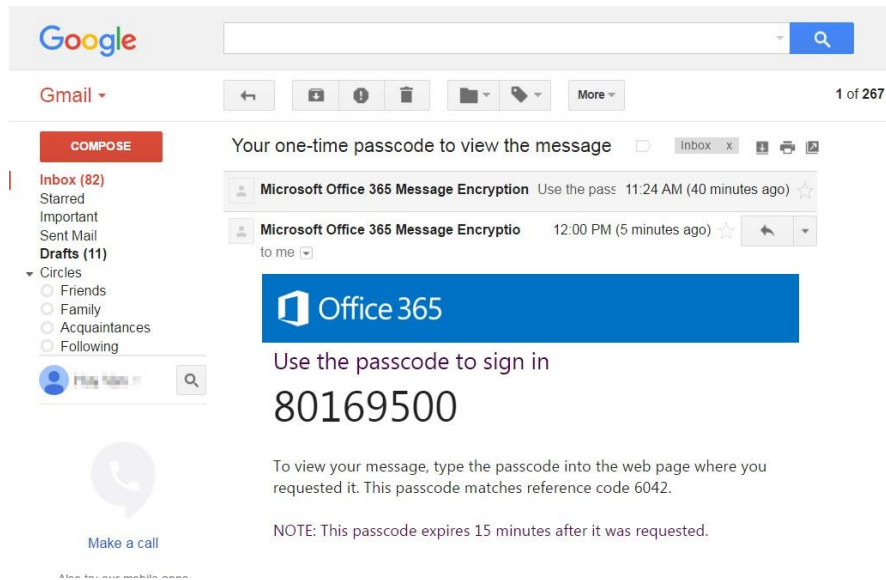 Google
Gmail
More
1 of 267
COMPOSE
Your one-time passcode to view the message
Inbox x
Inbox (82)
Starred
Important
Sent Mail
Drafts (11)
Circles
Friends
Family
Acquaintances
Following
Microsoft Office 365 Message Encryption Use the pass 11:24 AM (40 minutes ago)
Microsoft Office 365 Message Encryptio 12:00 PM (5 minutes ago)
to me
Office 365
Use the passcode to sign in
80169500
To view your message, type the passcode into the web page where you
requested it. This passcode matches reference code 6042.
NOTE: This passcode expires 15 minutes after it was requested.
Make a call
Also try our mobile apps